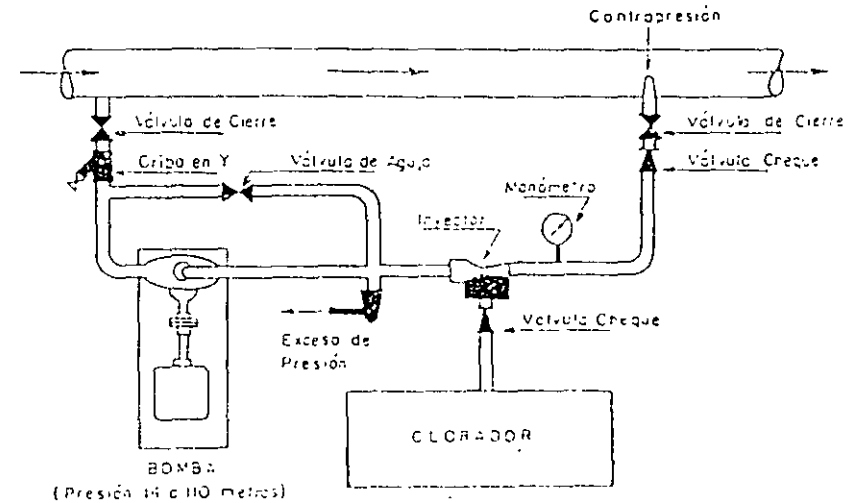 Contrapresión
Válvula de Cierre
Válvula de Cierre
Criba en Y
Válvula de Aguja
Válvula Cheque
Manómetro
Inyector
Exceso de
Presión
Válvula Cheque
CLORADOR
BOMBA
(Presión 14 a 110 metros)